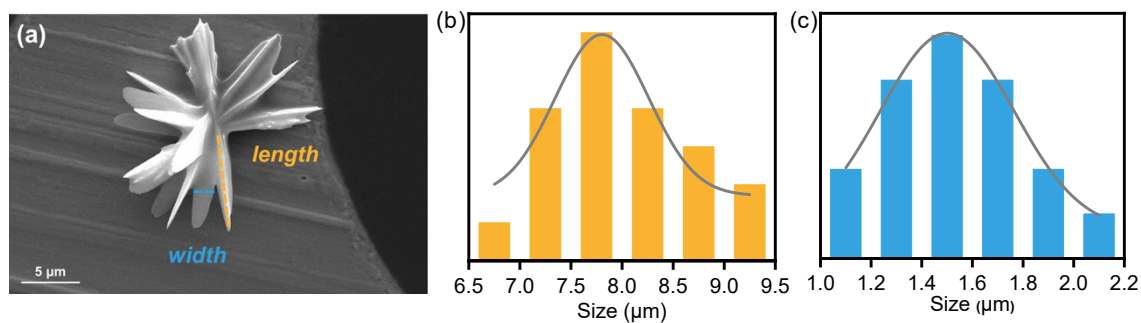 (a)
length
width
5 μm
(b)
6.5 7.0 7.5 8.0 8.5 9.0 9.5
Size (μm)
(c)
1.0 1.2 1.4 1.6 1.8 2.0 2.2
Size (μm)